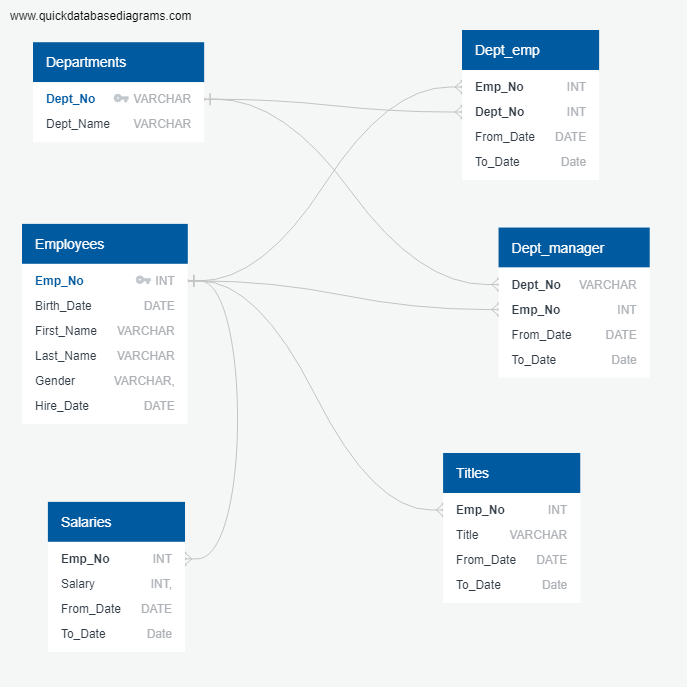 www.quickdatabasediagrams.com
Departments
Dept_No VARCHAR
Dept_Name VARCHAR
Dept_emp
Emp_No INT
Dept_No INT
From_Date DATE
To_Date Date
Employees
Emp_No INT
Birth_Date DATE
First_Name VARCHAR
Last_Name VARCHAR
Gender VARCHAR,
Hire_Date DATE
Dept_manager
Dept_No VARCHAR
Emp_No INT
From_Date DATE
To_Date Date
Salaries
Emp_No INT
Salary INT,
From_Date DATE
To_Date Date
Titles
Emp_No INT
Title VARCHAR
From_Date DATE
To_Date Date